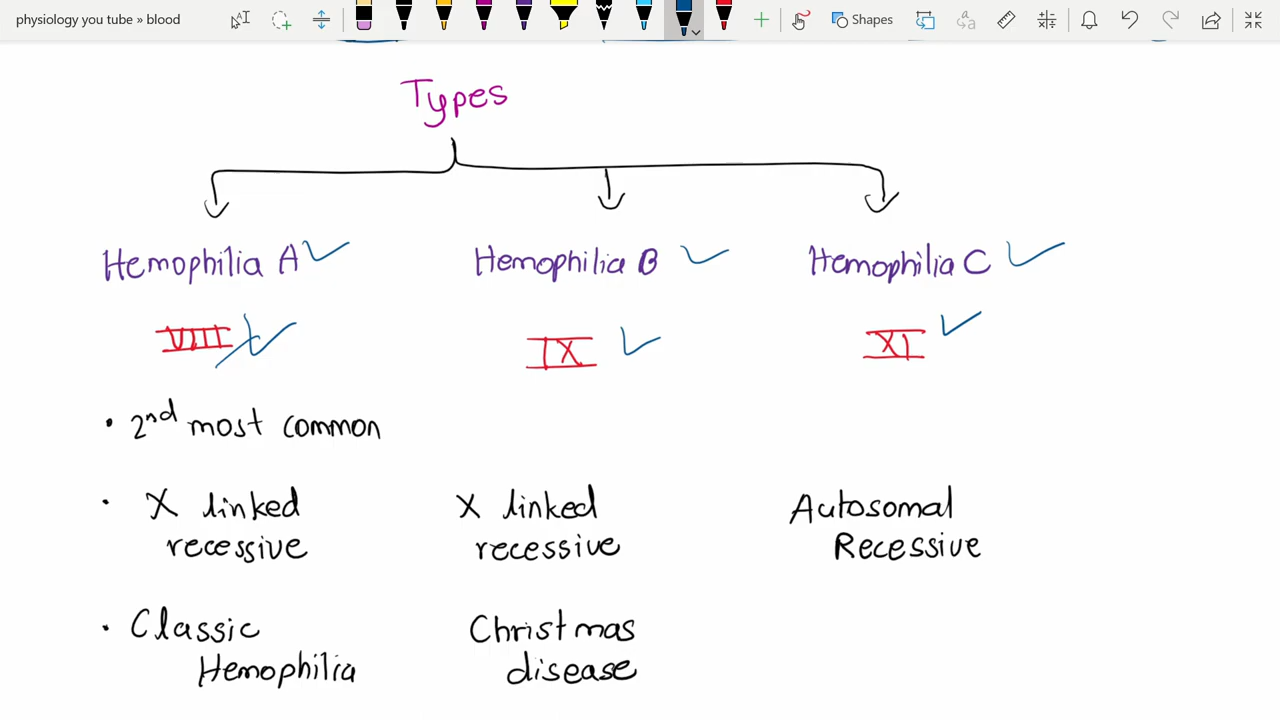 physiology you tube » blood
Shapes
Types
Hemophilia A
Hemophilia B
Hemophilia C
VIII
IX
XI
• 2nd most common
• X linked recessive
X linked recessive
Autosomal Recessive
• Classic Hemophilia
Christmas disease